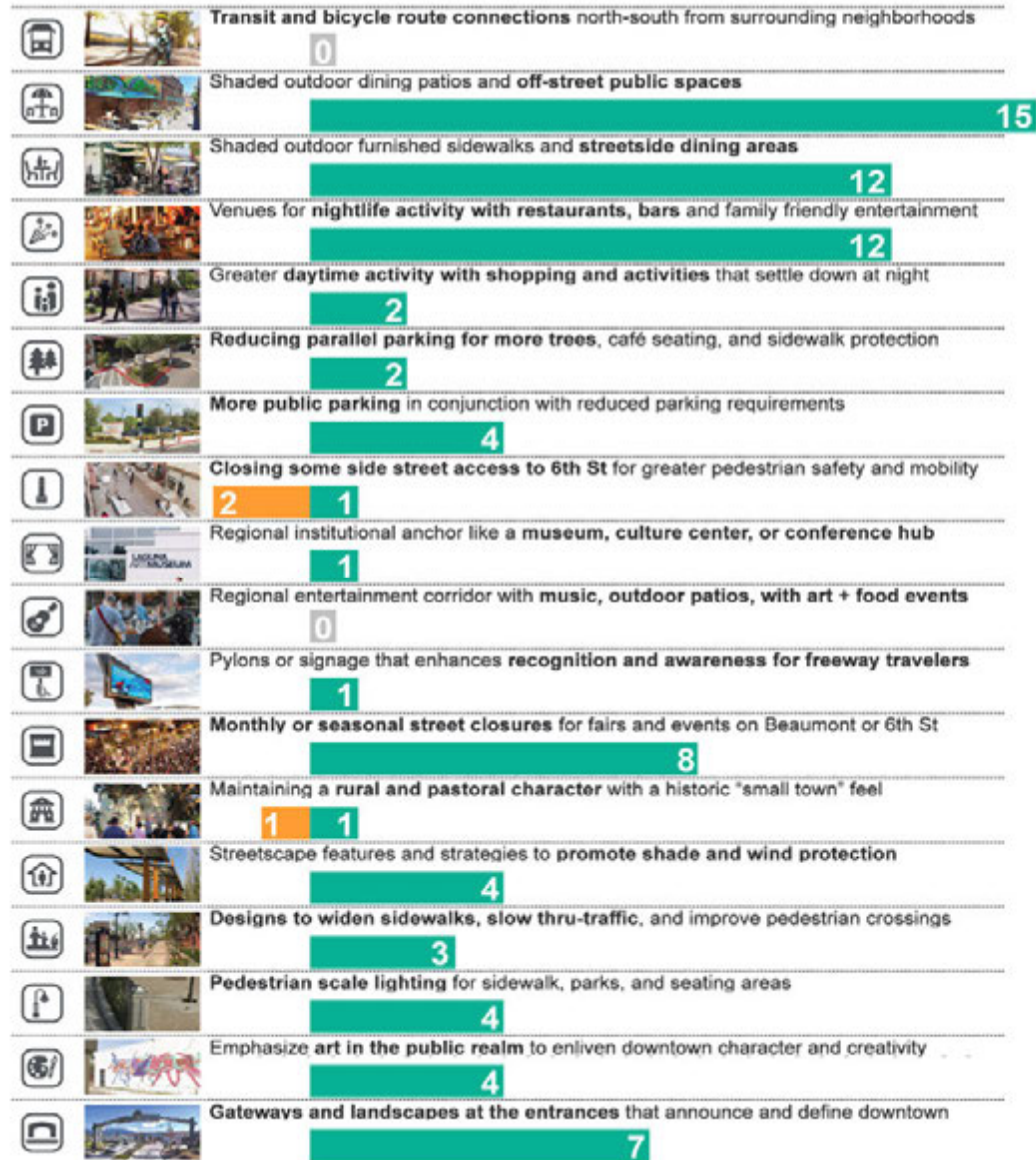 Transit and bicycle route connections north-south from surrounding neighborhoods
0
Shaded outdoor dining patios and off-street public spaces
15
Shaded outdoor furnished sidewalks and streetside dining areas
12
Venues for nightlife activity with restaurants, bars and family friendly entertainment
12
Greater daytime activity with shopping and activities that settle down at night
2
Reducing parallel parking for more trees, café seating, and sidewalk protection
2
P
More public parking in conjunction with reduced parking requirements
4
Closing some side street access to 6th St for greater pedestrian safety and mobility
2 1
Regional institutional anchor like a museum, culture center, or conference hub
LAGUNA
ART MUSEUM
1
Regional entertainment corridor with music, outdoor patios, with art + food events
0
Pylons or signage that enhances recognition and awareness for freeway travelers
1
Monthly or seasonal street closures for fairs and events on Beaumont or 6th St
8
Maintaining a rural and pastoral character with a historic "small town" feel
1 1
Streetscape features and strategies to promote shade and wind protection
4
Designs to widen sidewalks, slow thru-traffic, and improve pedestrian crossings
3
Pedestrian scale lighting for sidewalk, parks, and seating areas
4
Emphasize art in the public realm to enliven downtown character and creativity
4
Gateways and landscapes at the entrances that announce and define downtown
7